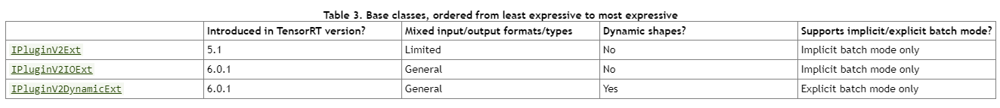 Table 3. Base classes, ordered from least expressive to most expressive
Introduced in TensorRT version? Mixed input/output formats/types Dynamic shapes? Supports implicit/explicit batch mode?
IPluginV2Ext 5.1 Limited No Implicit batch mode only
IPluginV2IOExt 6.0.1 General No Implicit batch mode only
IPluginV2DynamicExt 6.0.1 General Yes Explicit batch mode only